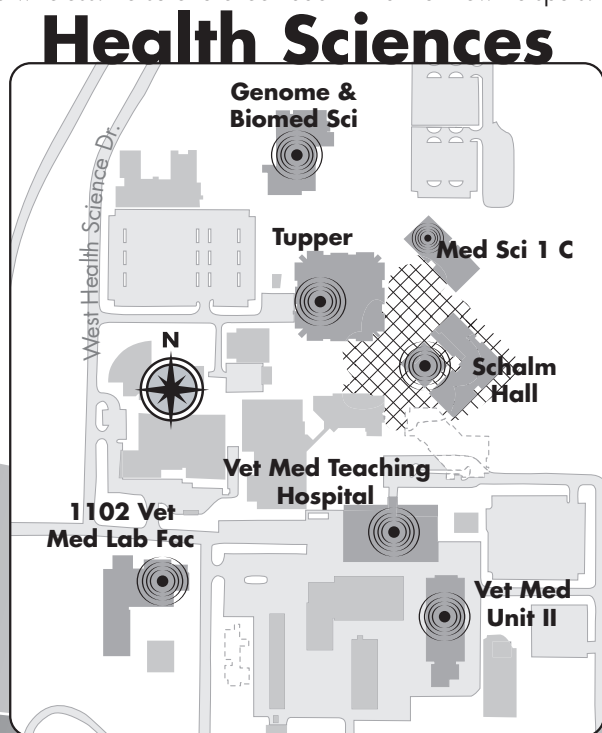 Health Sciences
Genome &
Biomed Sci
West Health Science Dr.
Tupper
Med Sci 1 C
N
Schalm
Hall
Vet Med Teaching
Hospital
1102 Vet
Med Lab Fac
Vet Med
Unit II